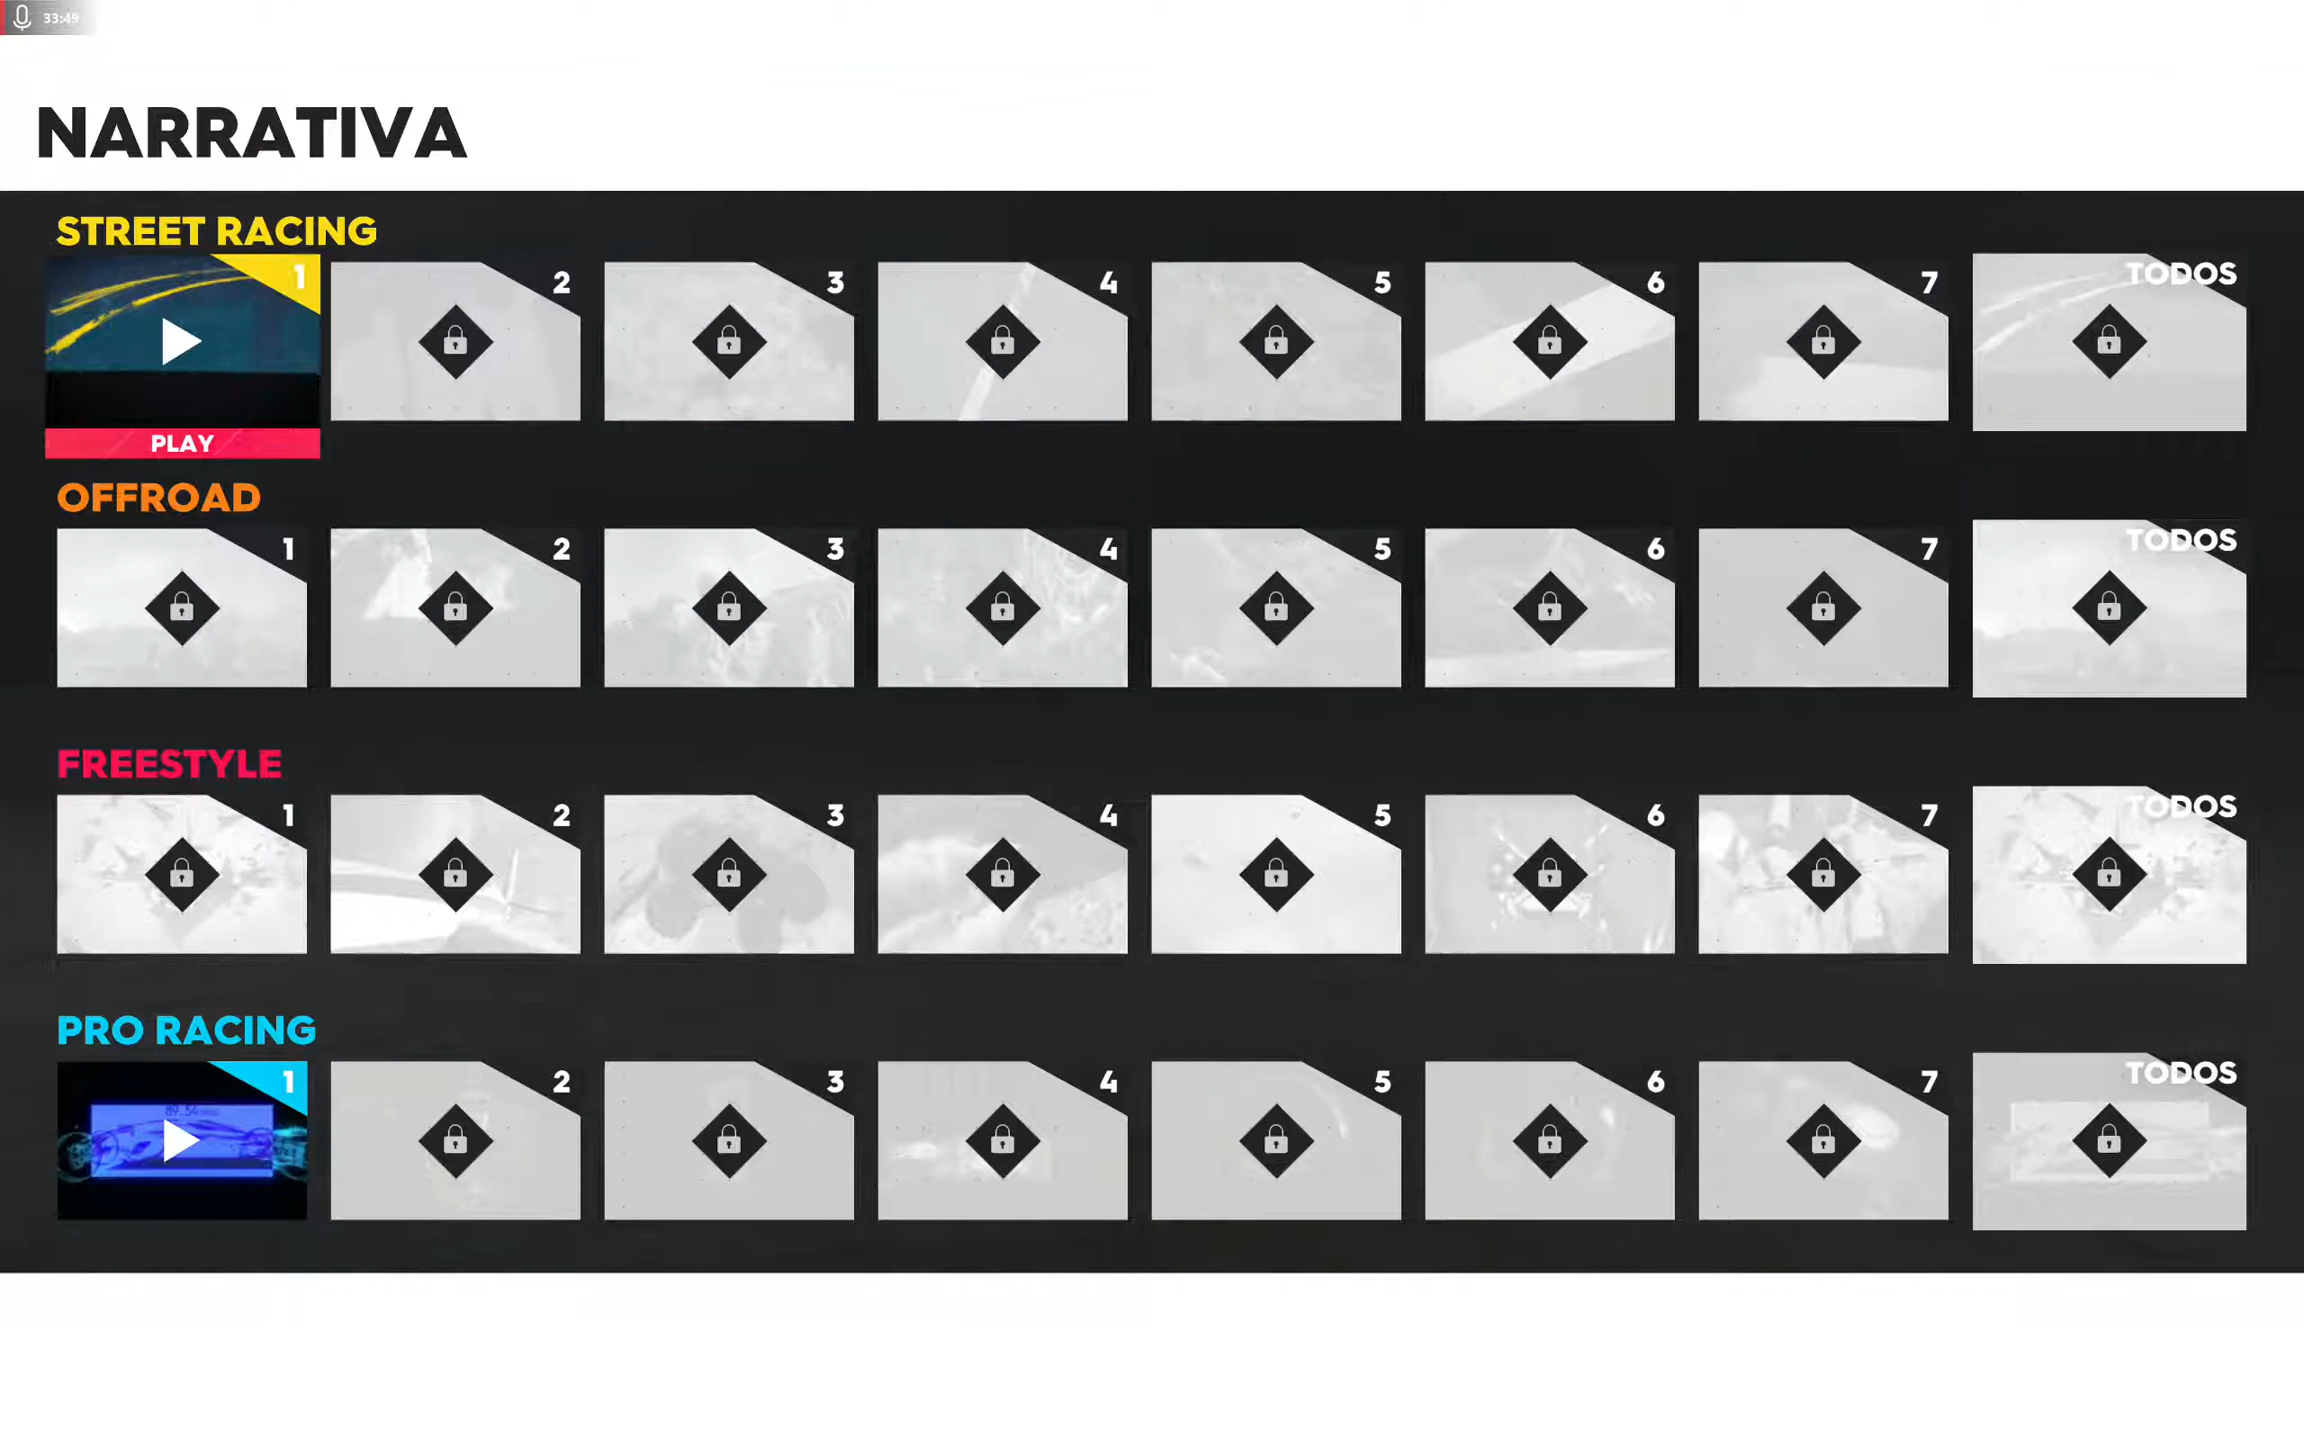 33:49
NARRATIVA
STREET RACING
1 2 3 4 5 6 7 TODOS
PLAY
OFFROAD
1 2 3 4 5 6 7 TODOS
FREESTYLE
1 2 3 4 5 6 7 TODOS
PRO RACING
1 2 3 4 5 6 7 TODOS
89.54